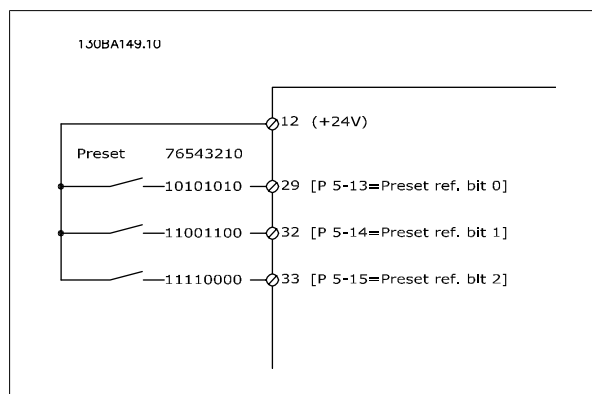 130BA149.10
12 (+24V)
Preset 76543210
10101010 29 [P 5-13=Preset ref. bit 0]
11001100 32 [P 5-14=Preset ref. bit 1]
11110000 33 [P 5-15=Preset ref. bit 2]